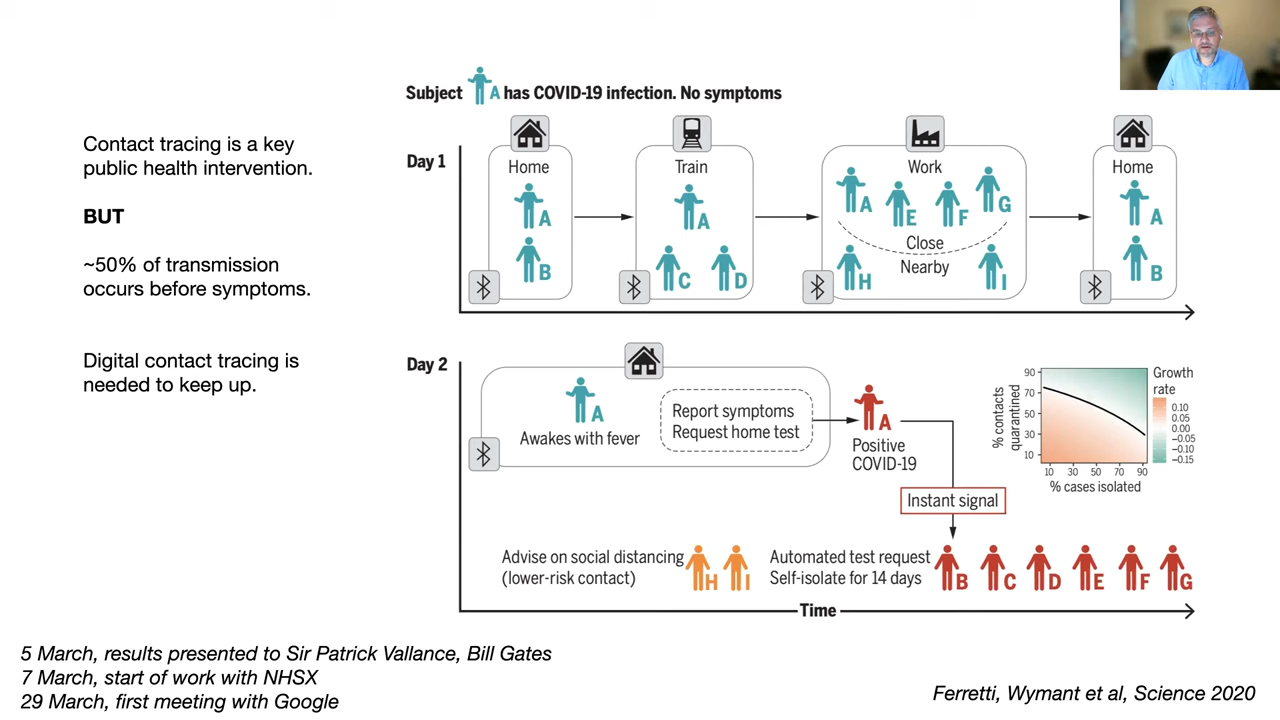 Subject A has COVID-19 infection. No symptoms
Contact tracing is a key
public health intervention.
BUT
~50% of transmission
occurs before symptoms.
Digital contact tracing is
needed to keep up.
Day 1
Home
A
B
Train
A
C D
Work
A E F G
Close
Nearby
H I
Home
A
B
Day 2
A
Awakes with fever
Report symptoms
Request home test
A
Positive
COVID-19
Instant signal
% contacts
quarantined
90
70
50
30
10
10 30 50 70 90
% cases isolated
Growth
rate
0.10
0.05
0.00
−0.05
−0.10
−0.15
Advise on social distancing
(lower-risk contact)
H I
Automated test request
Self-isolate for 14 days
B C D E F G
Time
5 March, results presented to Sir Patrick Vallance, Bill Gates
7 March, start of work with NHSX
29 March, first meeting with Google
Ferretti, Wymant et al, Science 2020